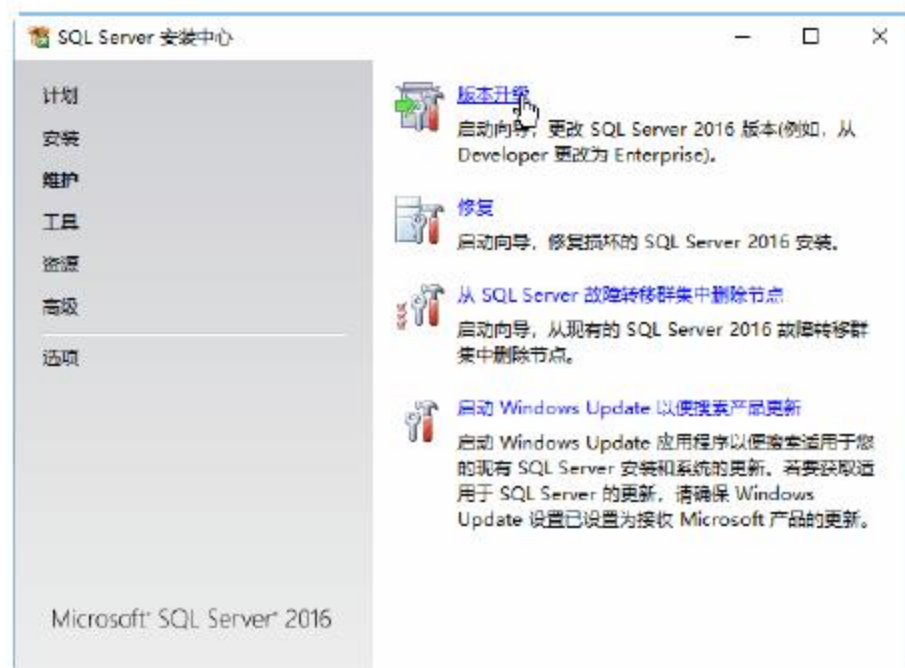 SQL Server 安装中心
计划
安装
维护
工具
资源
高级
选项
版本升级
启动向导，更改 SQL Server 2016 版本(例如，从
Developer 更改为 Enterprise)。
修复
启动向导，修复损坏的 SQL Server 2016 安装。
从 SQL Server 故障转移群集中删除节点
启动向导，从现有的 SQL Server 2016 故障转移群
集中删除节点。
启动 Windows Update 以便搜索产品更新
启动 Windows Update 应用程序以便搜索适用于您
的现有 SQL Server 安装和系统的更新。若要获取适
用于 SQL Server 的更新，请确保 Windows
Update 设置已设置为接收 Microsoft 产品的更新。
Microsoft® SQL Server® 2016